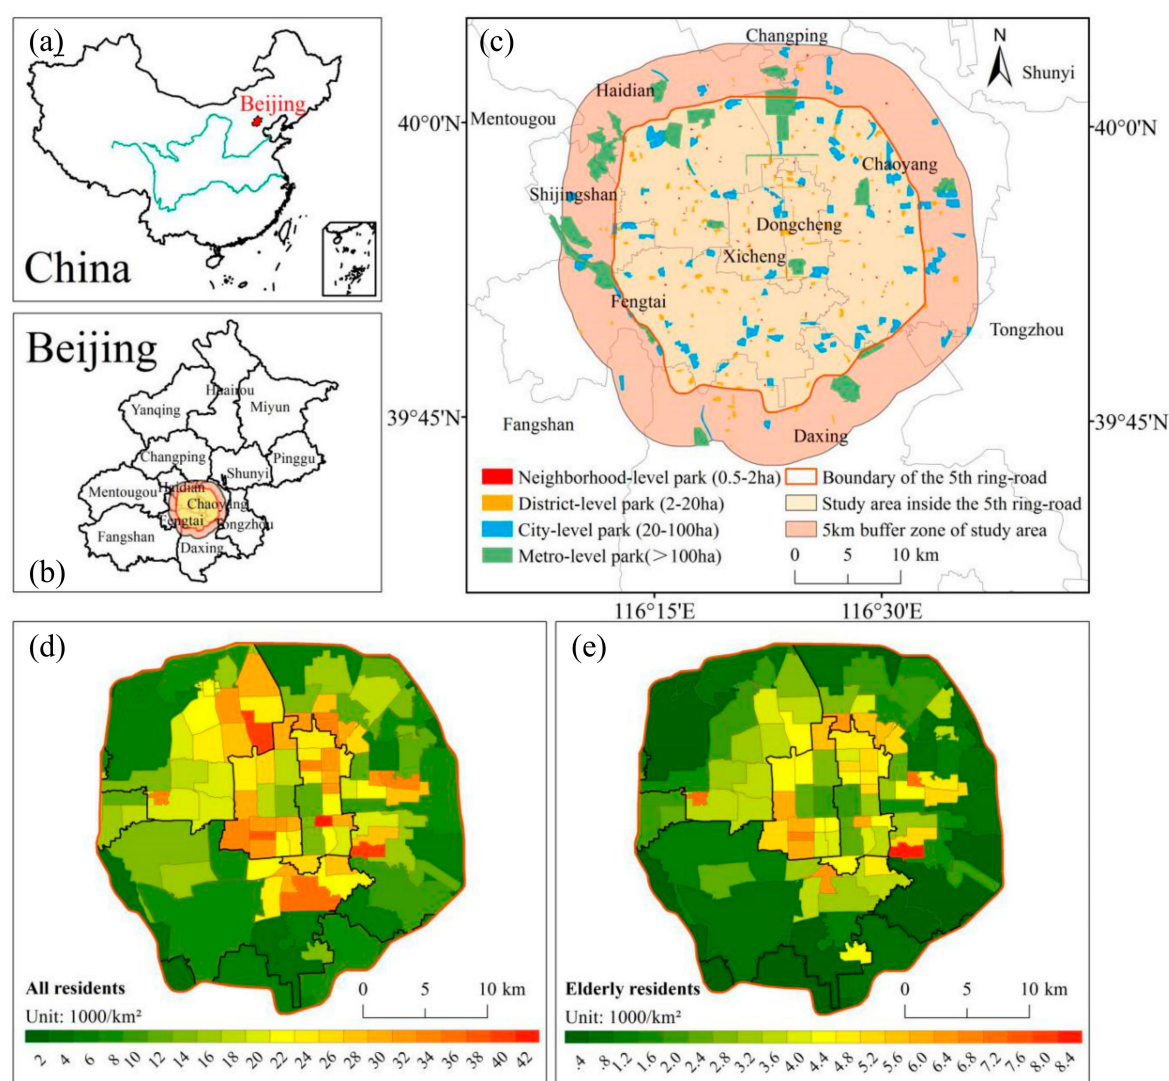 (a)
Beijing
China
Beijing
Huairou
Yanqing
Miyun
Changping
Shunyi
Pinggu
Mentougou
Haidian
Chaoyang
Fengtai
Tongzhou
Fangshan
Daxing
(b)
(c)
N
Changping
Shunyi
Haidian
Mentougou
40°0'N
40°0'N
Chaoyang
Shijingshan
Dongcheng
Xicheng
Fengtai
Tongzhou
39°45'N
39°45'N
Fangshan
Daxing
Neighborhood-level park (0.5-2ha)
District-level park (2-20ha)
City-level park (20-100ha)
Metro-level park(＞100ha)
Boundary of the 5th ring-road
Study area inside the 5th ring-road
5km buffer zone of study area
0 5 10 km
116°15'E 116°30'E
(d)
All residents
0 5 10 km
Unit: 1000/km²
2 4 6 8 10 12 14 16 18 20 22 24 26 28 30 32 34 36 38 40 42
(e)
Elderly residents
0 5 10 km
Unit: 1000/km²
.4 .8 1.2 1.6 2.0 2.4 2.8 3.2 3.6 4.0 4.4 4.8 5.2 5.6 6.0 6.4 6.8 7.2 7.6 8.0 8.4